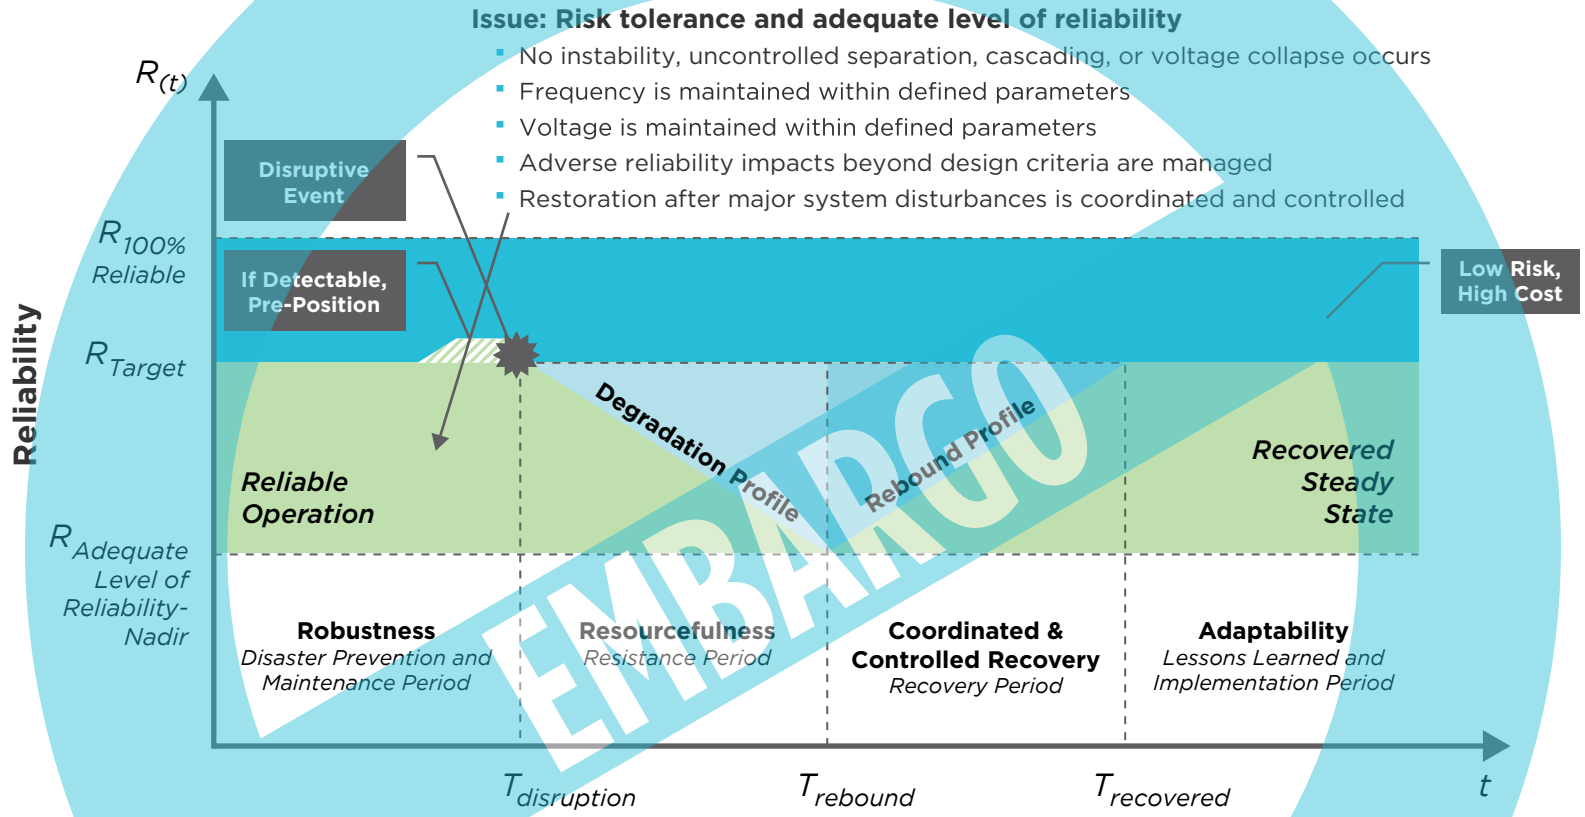 Issue: Risk tolerance and adequate level of reliability
No instability, uncontrolled separation, cascading, or voltage collapse occurs
Frequency is maintained within defined parameters
Voltage is maintained within defined parameters
Adverse reliability impacts beyond design criteria are managed
Restoration after major system disturbances is coordinated and controlled
R(t)
Disruptive
Event
R100%
Reliable
If Detectable,
Pre-Position
Low Risk,
High Cost
Reliability
RTarget
Degradation Profile
Rebound Profile
Reliable
Operation
Recovered
Steady
State
RAdequate
Level of
Reliability-
Nadir
EMBARGO
Robustness
Disaster Prevention and
Maintenance Period
Resourcefulness
Resistance Period
Coordinated &
Controlled Recovery
Recovery Period
Adaptability
Lessons Learned and
Implementation Period
Tdisruption
Trebound
Trecovered
t